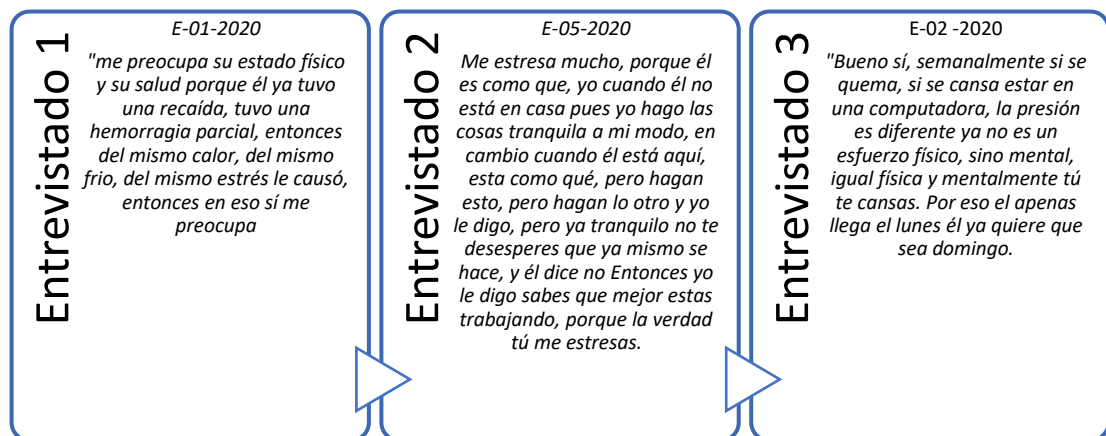 Entrevistado 1
E-01-2020
"me preocupa su estado físico
y su salud porque él ya tuvo
una recaída, tuvo una
hemorragia parcial, entonces
del mismo calor, del mismo
frio, del mismo estrés le causó,
entonces en eso sí me
preocupa
Entrevistado 2
E-05-2020
Me estresa mucho, porque él
es como que, yo cuando él no
está en casa pues yo hago las
cosas tranquila a mi modo, en
cambio cuando él está aquí,
esta como qué, pero hagan
esto, pero hagan lo otro y yo
le digo, pero ya tranquilo no te
desesperes que ya mismo se
hace, y él dice no Entonces yo
le digo sabes que mejor estas
trabajando, porque la verdad
tú me estresas.
Entrevistado 3
E-02 -2020
"Bueno sí, semanalmente si se
quema, si se cansa estar en
una computadora, la presión
es diferente ya no es un
esfuerzo físico, sino mental,
igual física y mentalmente tú
te cansas. Por eso el apenas
llega el lunes él ya quiere que
sea domingo.